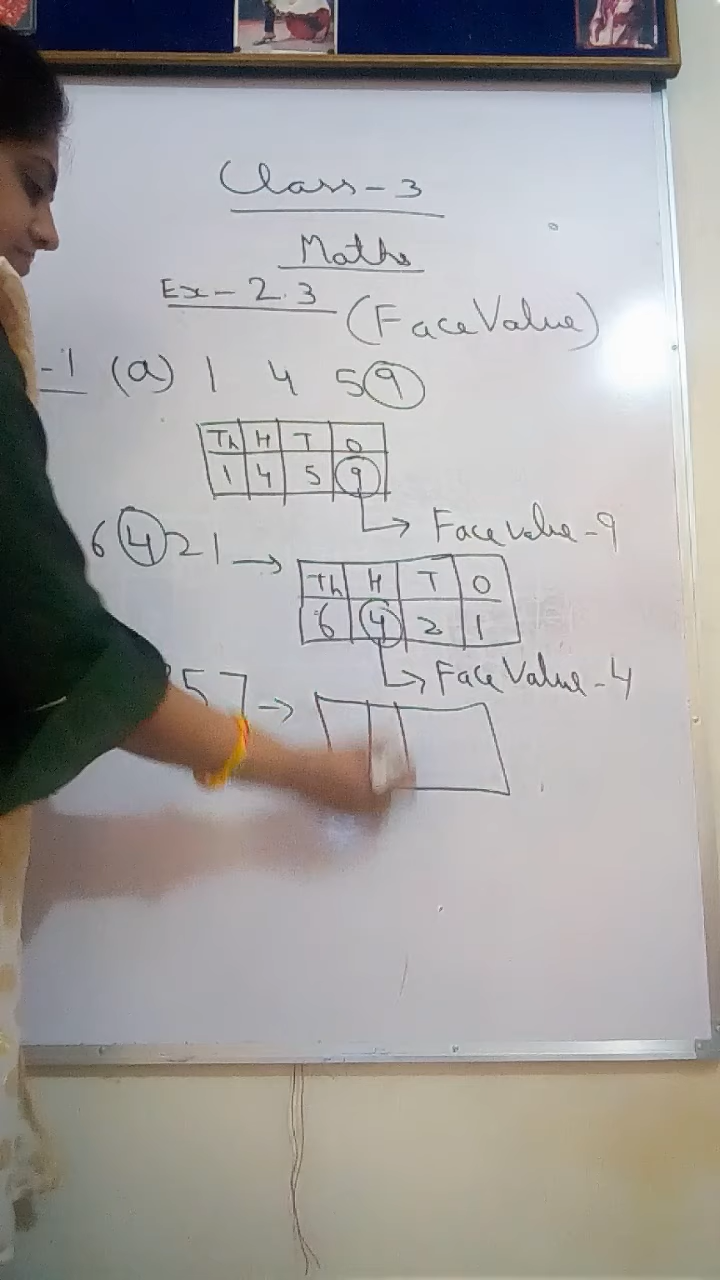 Class - 3
Maths
Ex - 2.3 (Face Value)
-1 (a) 1 4 5 9
Th H T O
1 4 5 9
Face value - 9
6 4 2 1 → Th H T O
6 4 2 1
Face Value - 4
57 →